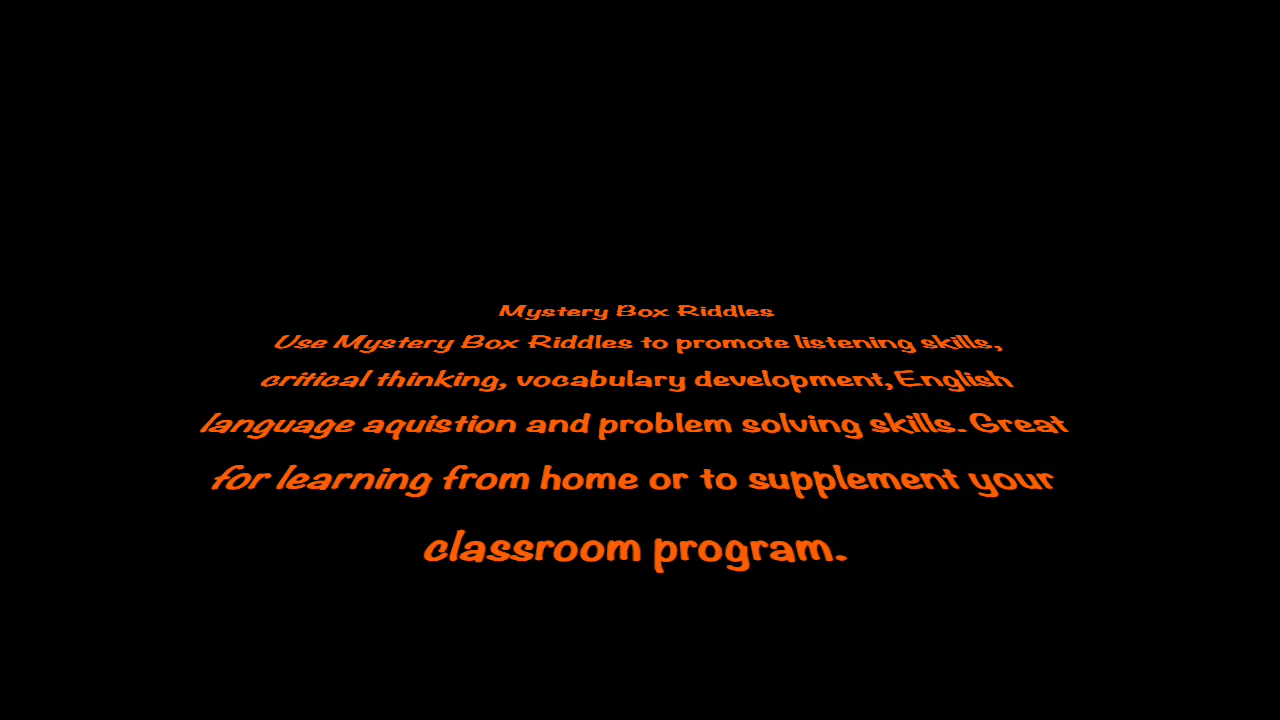 Mystery Box Riddles
Use Mystery Box Riddles to promote listening skills,
critical thinking, vocabulary development, English
language aquistion and problem solving skills. Great
for learning from home or to supplement your
classroom program.